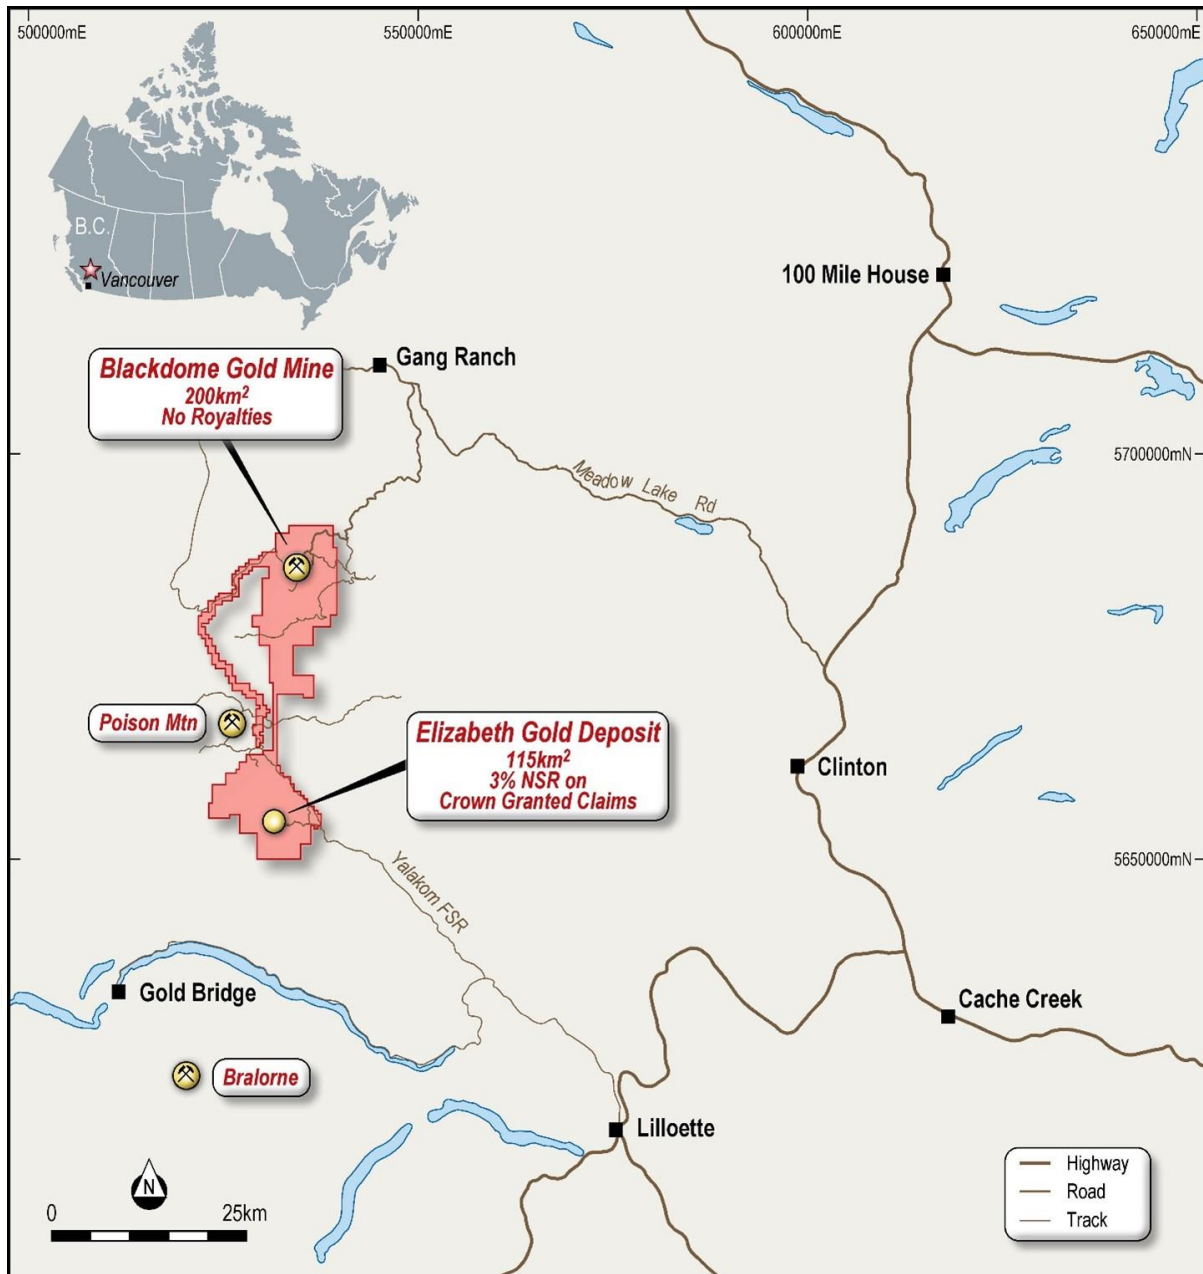 500000mE
550000mE
600000mE
650000mE
B.C.
Vancouver
100 Mile House
Gang Ranch
Blackdome Gold Mine
200km²
No Royalties
5700000mN
Meadow Lake Rd
Poison Mtn
Elizabeth Gold Deposit
115km²
3% NSR on
Crown Granted Claims
Clinton
5650000mN
Yalakom FSR
Gold Bridge
Cache Creek
Bralorne
Lilloette
N
0 25km
Highway
Road
Track